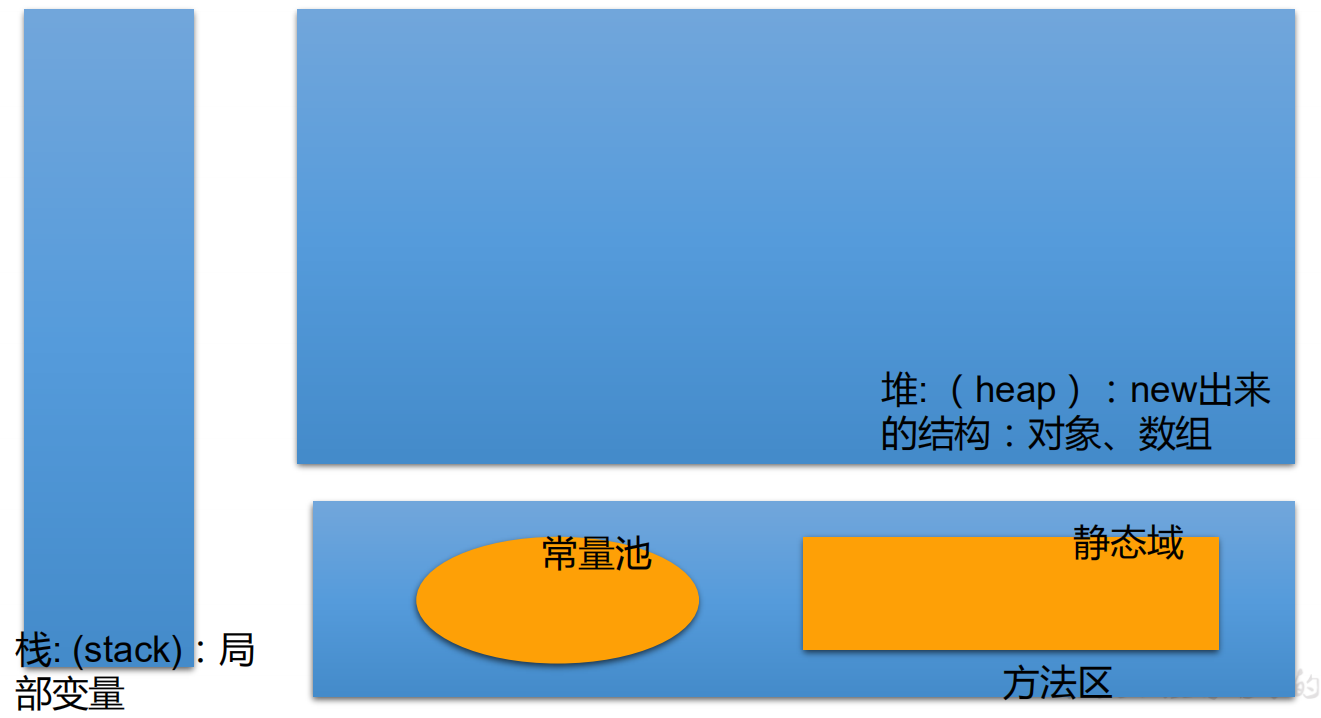 堆:（heap）：new出来
的结构：对象、数组
常量池
静态域
栈: (stack)：局
部变量
方法区
的